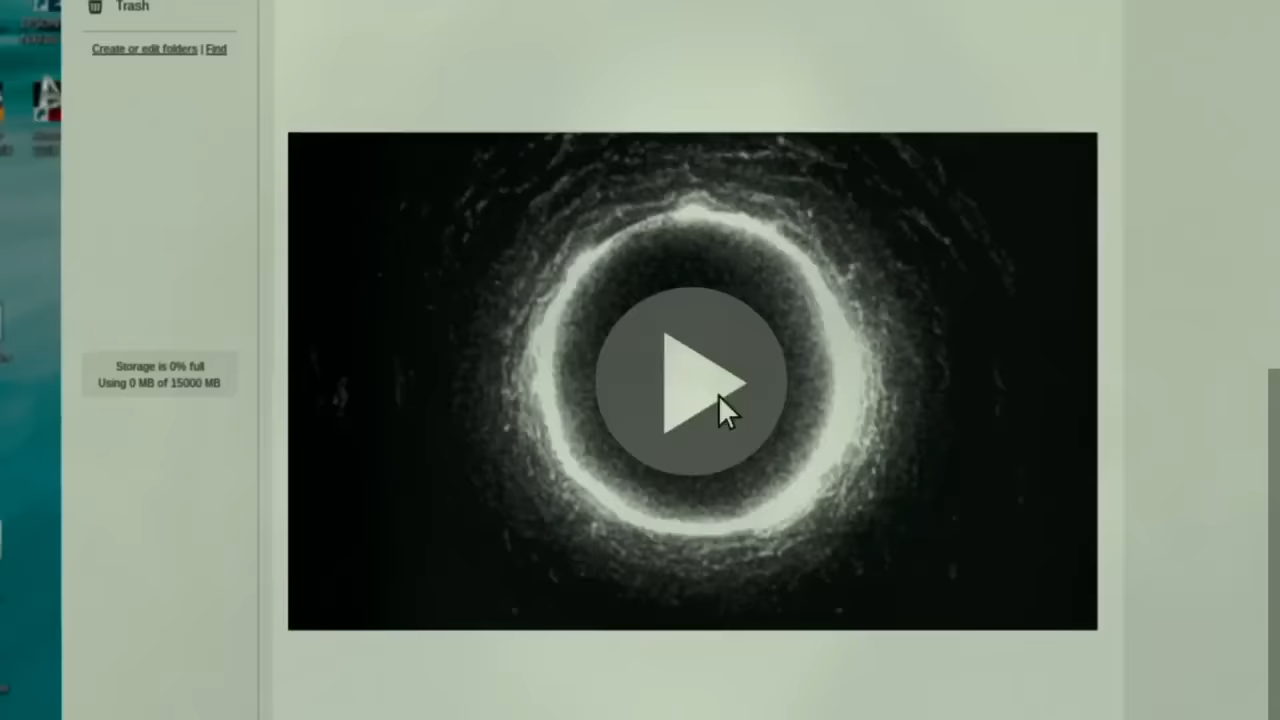 Trash
Create or edit folders | Find
Storage is 0% full
Using 0 MB of 15000 MB